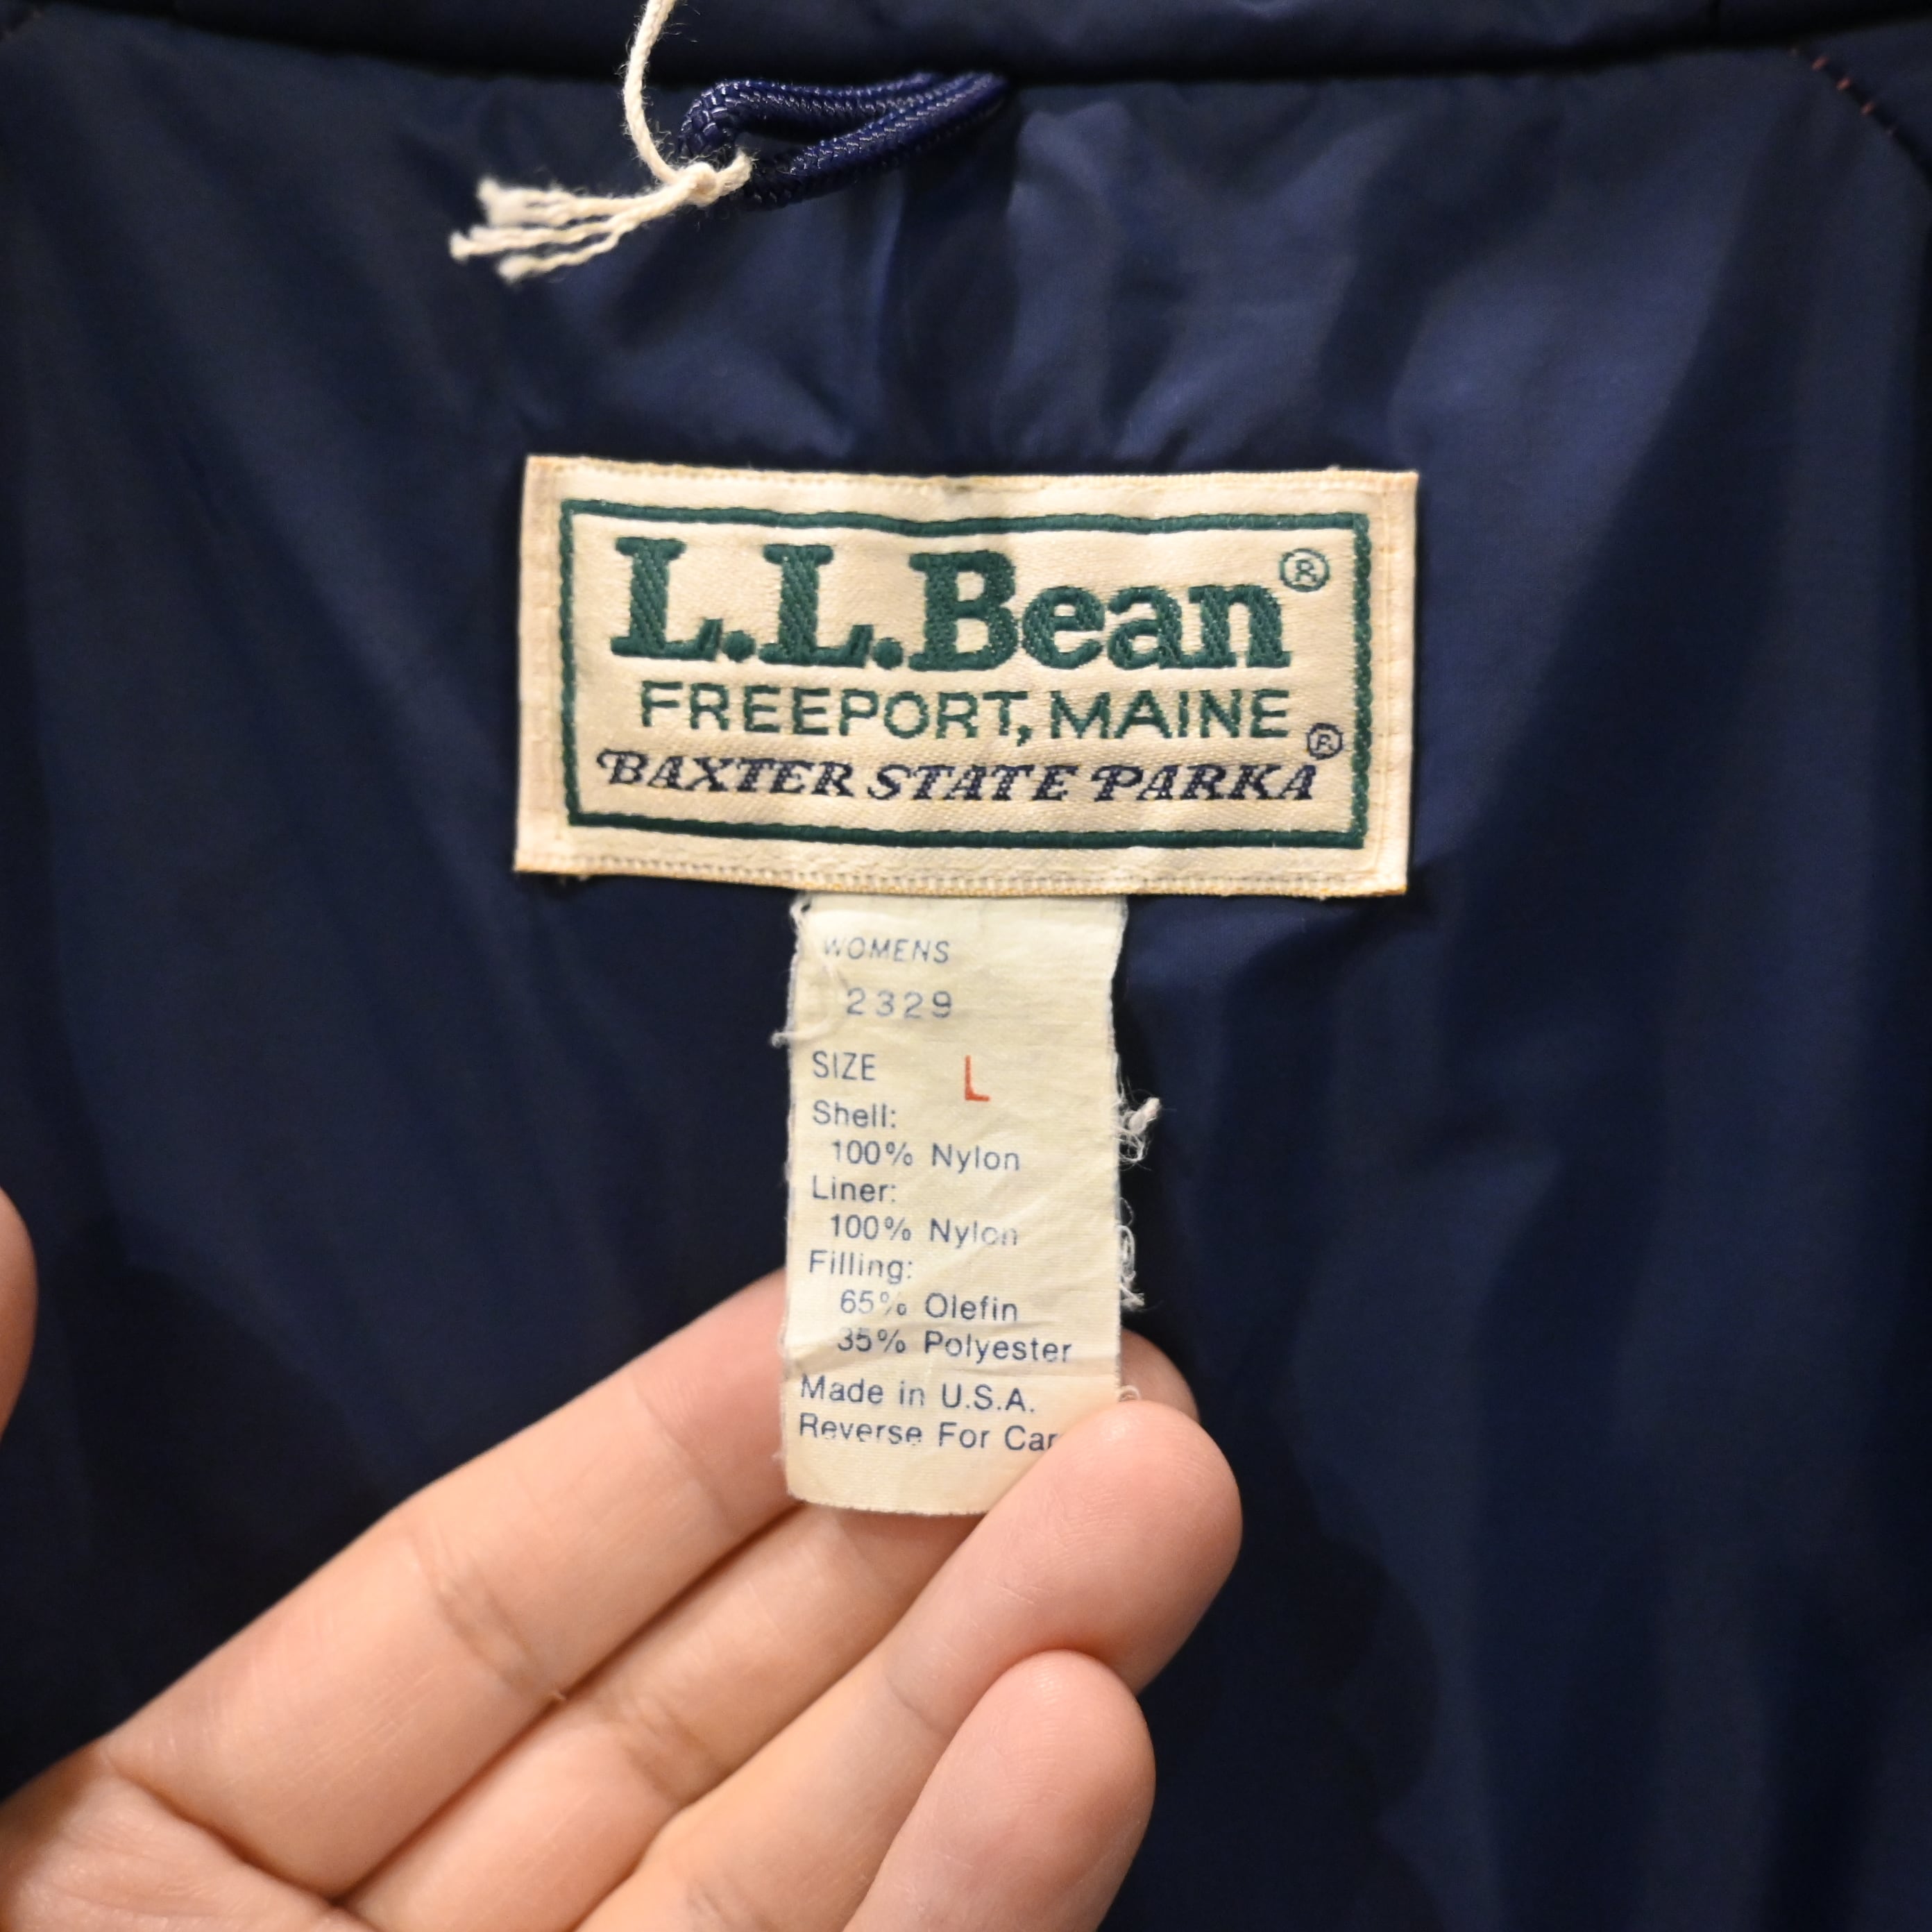 L.L.Bean®
FREEPORT, MAINE
BAXTER STATE PARKA®
WOMENS
2329
SIZE L
Shell:
100% Nylon
Liner:
100% Nylon
Filling:
65% Olefin
35% Polyester
Made in U.S.A.
Reverse For Car